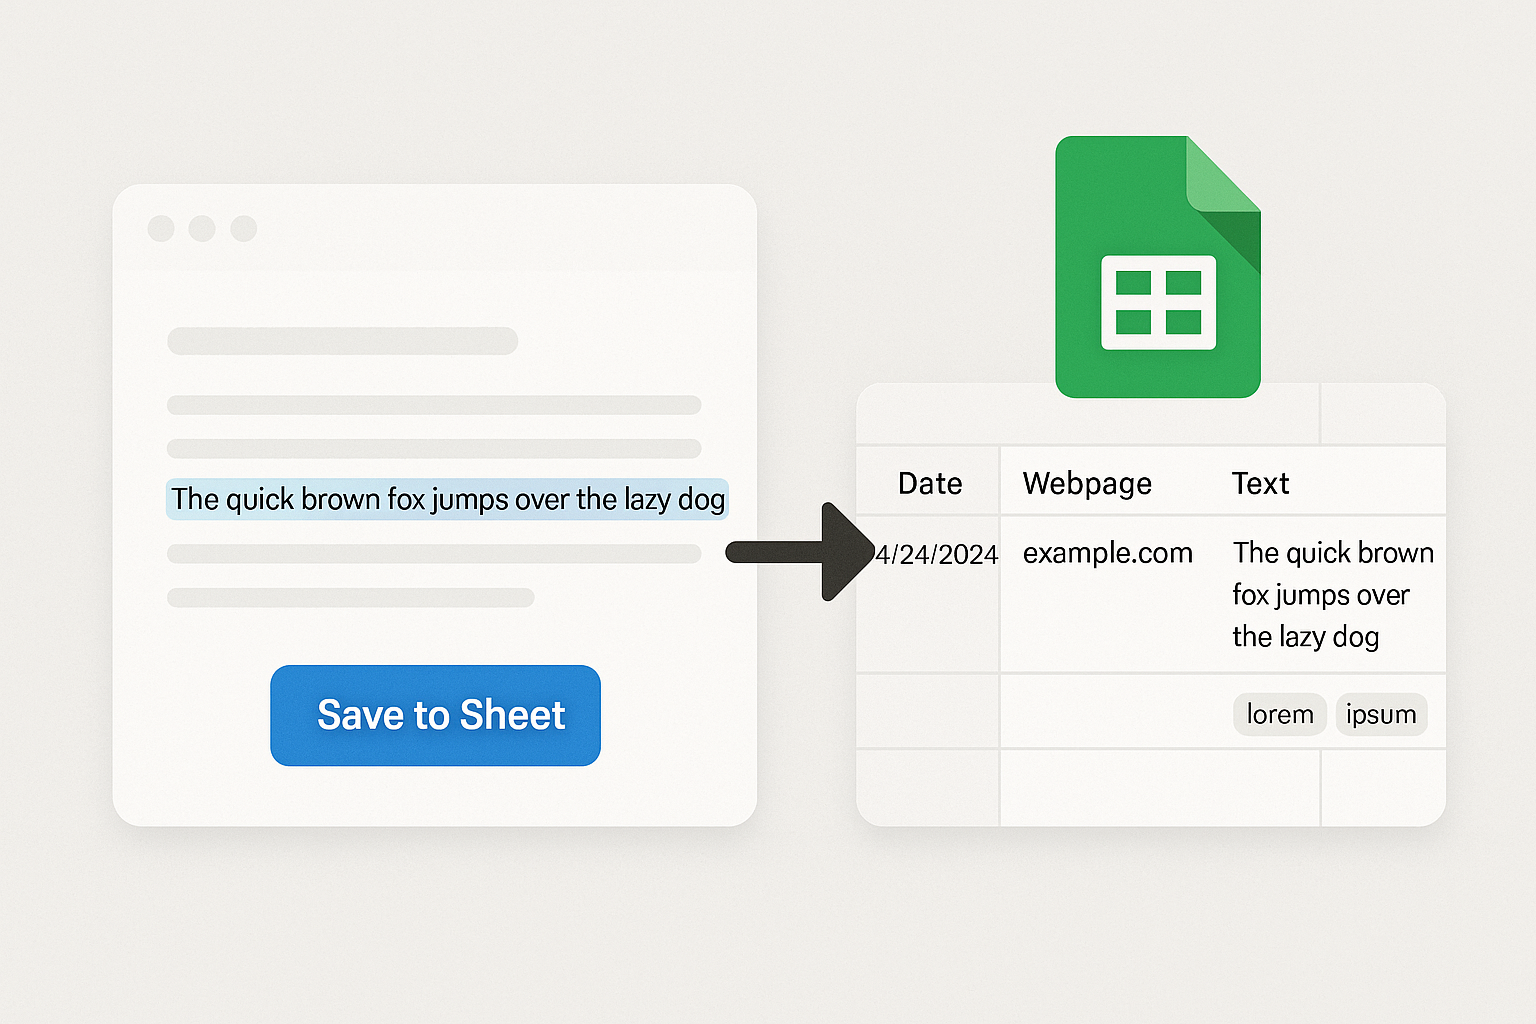 The quick brown fox jumps over the lazy dog
Save to Sheet
Date Webpage Text
4/24/2024 example.com The quick brown
fox jumps over
the lazy dog
lorem ipsum